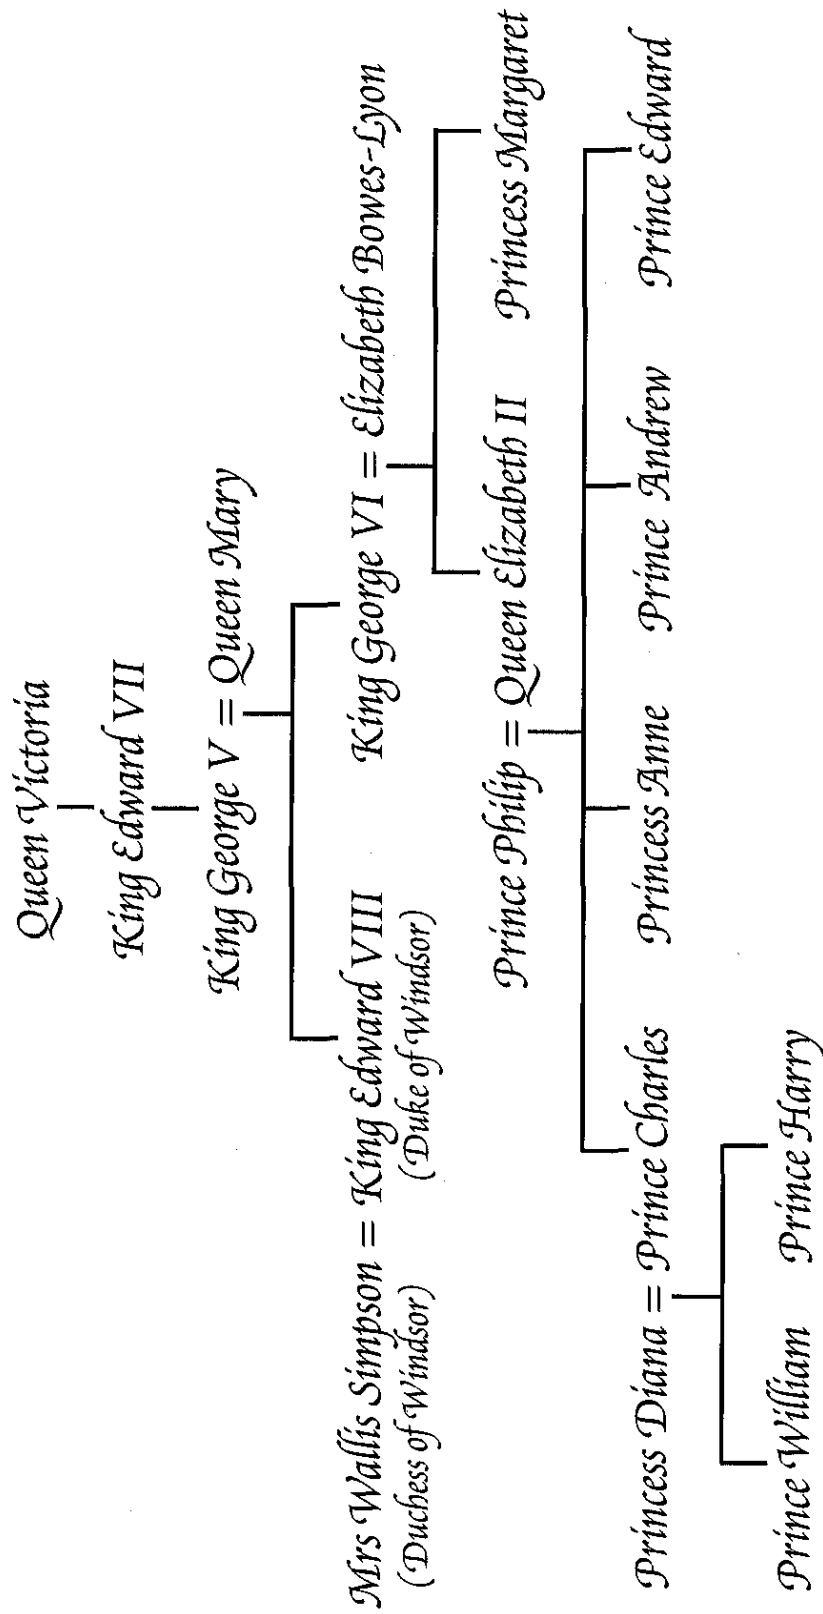 Queen Victoria
King Edward VII
King George V = Queen Mary
Mrs Wallis Simpson = King Edward VIII King George VI = Elizabeth Bowes-Lyon
(Duchess of Windsor) (Duke of Windsor)
Prince Philip = Queen Elizabeth II Princess Margaret
Princess Diana = Prince Charles Princess Anne Prince Andrew Prince Edward
Prince William Prince Harry